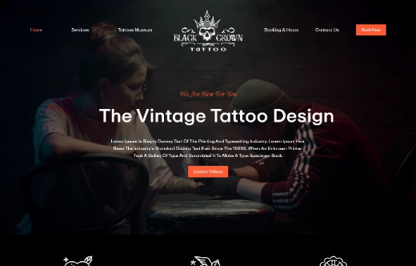 Home
Services
Tattoos Museum
BLACK CROWN
TATTOO
Booking & Hours
Contact Us
Book Now
We Are Here For You
The Vintage Tattoo Design
Lorem Ipsum Is Simply Dummy Text Of The Printing And Typesetting Industry. Lorem Ipsum Has
Been The Industry's Standard Dummy Text Ever Since The 1500S, When An Unknown Printer
Took A Galley Of Type And Scrambled It To Make A Type Specimen Book.
Explore Tattoos